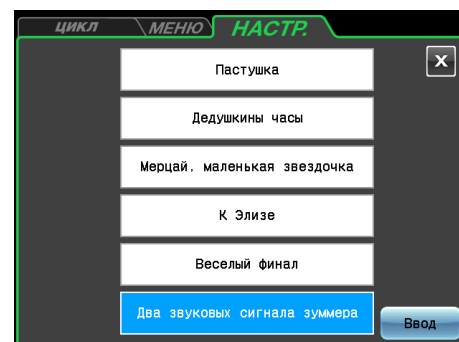 ЦИКЛ МЕНЮ НАСТР.
X
Пастушка
Дедушкины часы
Мерцай, маленькая звездочка
К Элизе
Веселый финал
Два звуковых сигнала зуммера
Ввод